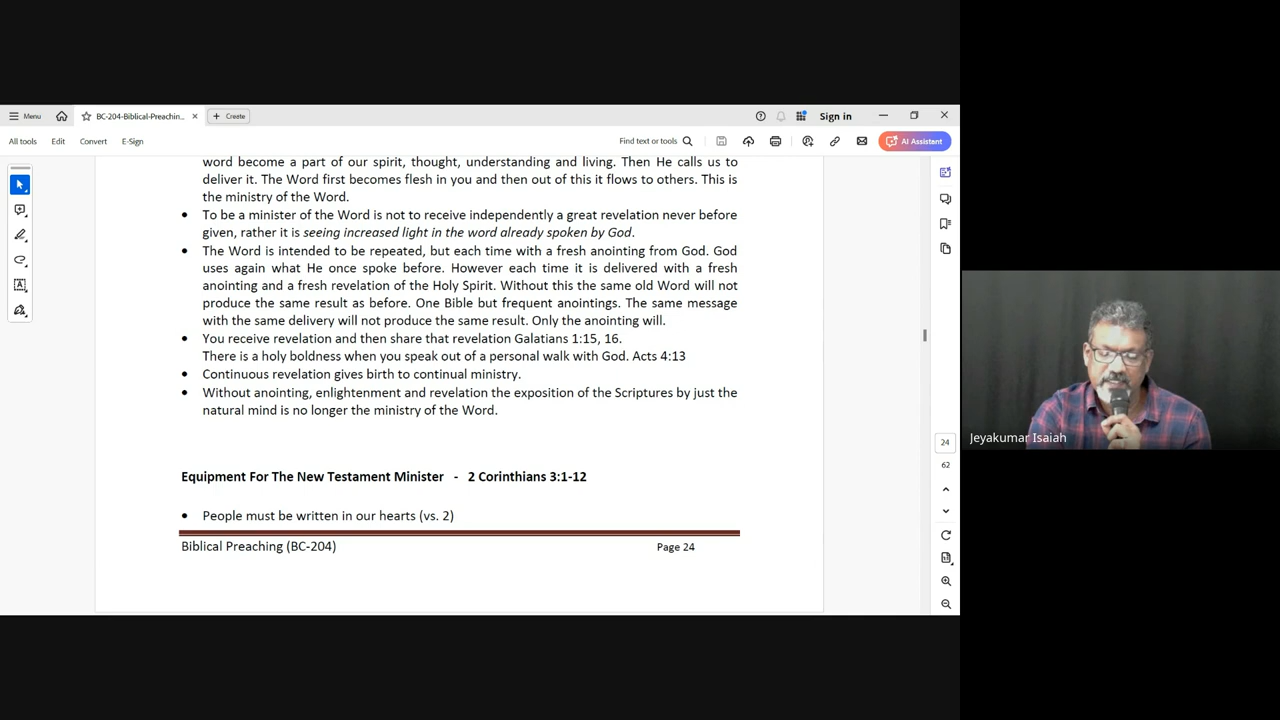 Menu
BC-204-Biblical-Preachin...
Create
Sign in
All tools
Edit
Convert
E-Sign
Find text or tools
AI Assistant
word become a part of our spirit, thought, understanding and living. Then He calls us to
deliver it. The Word first becomes flesh in you and then out of this it flows to others. This is
the ministry of the Word.
• To be a minister of the Word is not to receive independently a great revelation never before
given, rather it is seeing increased light in the word already spoken by God.
• The Word is intended to be repeated, but each time with a fresh anointing from God. God
uses again what He once spoke before. However each time it is delivered with a fresh
anointing and a fresh revelation of the Holy Spirit. Without this the same old Word will not
produce the same result as before. One Bible but frequent anointings. The same message
with the same delivery will not produce the same result. Only the anointing will.
• You receive revelation and then share that revelation Galatians 1:15, 16.
There is a holy boldness when you speak out of a personal walk with God. Acts 4:13
• Continuous revelation gives birth to continual ministry.
• Without anointing, enlightenment and revelation the exposition of the Scriptures by just the
natural mind is no longer the ministry of the Word.
Equipment For The New Testament Minister - 2 Corinthians 3:1-12
• People must be written in our hearts (vs. 2)
Biblical Preaching (BC-204) Page 24
24
62
Jeyakumar Isaiah